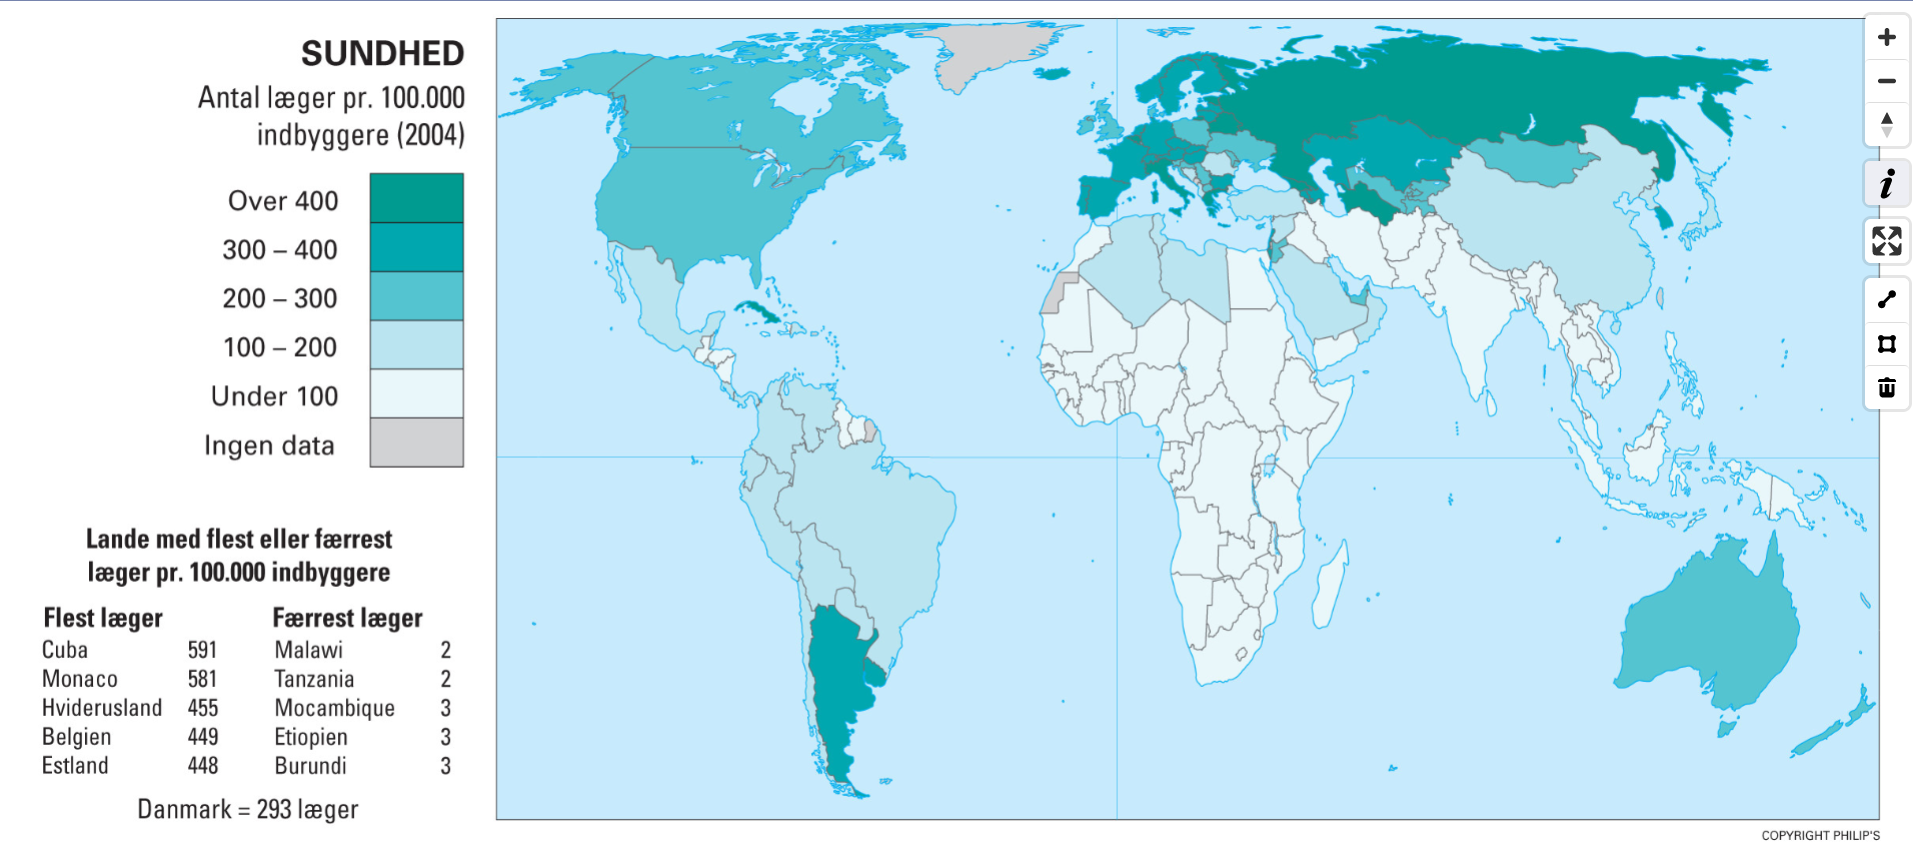 SUNDHED
Antal læger pr. 100.000
indbyggere (2004)
Over 400
300 – 400
200 – 300
100 – 200
Under 100
Ingen data
Lande med flest eller færrest
læger pr. 100.000 indbyggere
Flest læger Færrest læger
Cuba 591 Malawi 2
Monaco 581 Tanzania 2
Hviderusland 455 Mocambique 3
Belgien 449 Etiopien 3
Estland 448 Burundi 3
Danmark = 293 læger
COPYRIGHT PHILIP'S